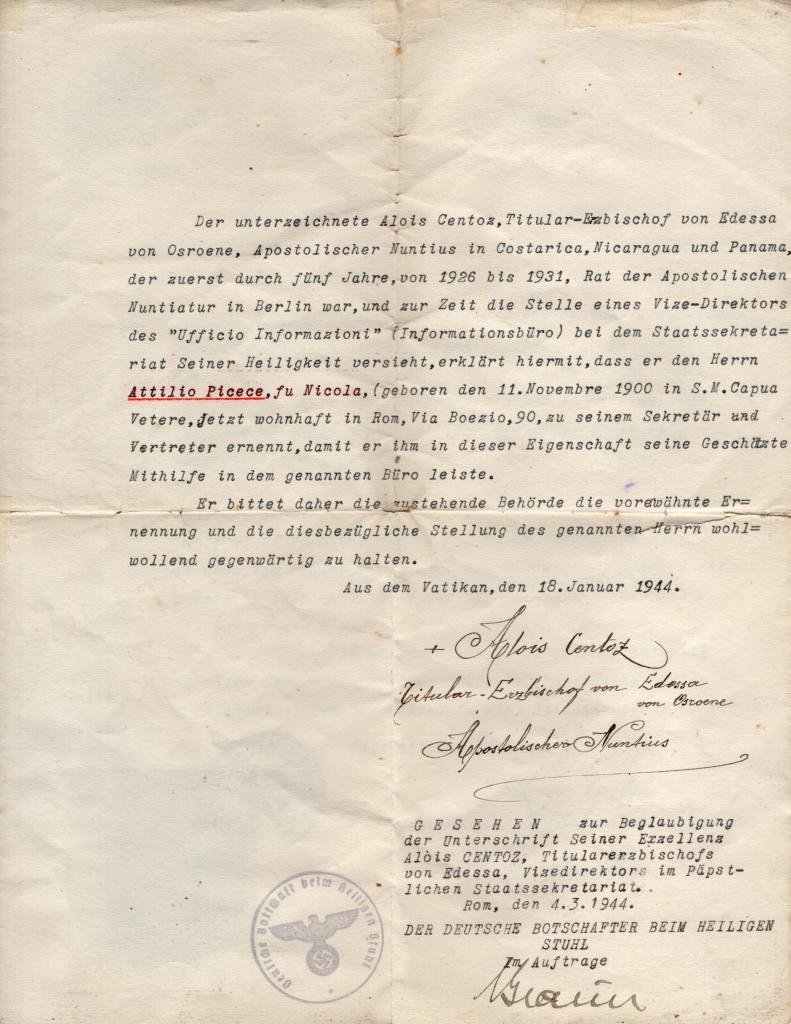 Der unterzeichnete Alois Centoz, Titular-Erzbischof von Edessa
von Osroene, Apostolischer Nuntius in Costarica, Nicaragua und Panama,
der zuerst durch fünf Jahre, von 1926 bis 1931, Rat der Apostolischen
Nuntiatur in Berlin war, und zur Zeit die Stelle eines Vize-Direktors
des "Ufficio Informazioni" (Informationsbüro) bei dem Staatssekreta=
riat Seiner Heiligkeit versieht, erklärt hiermit, dass er den Herrn
Attilio Picece, fu Nicola, (geboren den 11. Novembre 1900 in S.M. Capua
Vetere, jetzt wohnhaft in Rom, Via Boezio, 90, zu seinem Sekretär und
Vertreter ernennt, damit er ihm in dieser Eigenschaft seine Geschätzte
Mithilfe in dem genannten Büro leiste.
Er bittet daher die zustehende Behörde die vorewähnte Er=
nennung und die diesbezügliche Stellung des genannten Herrn wohl=
wollend gegenwärtig zu halten.
Aus dem Vatikan, den 18. Januar 1944.
+ Alois Centoz
Titular-Erzbischof von Edessa
von Osroene
Apostolischer Nuntius
G E S E H E N zur Beglaubigung
der Unterschrift Seiner Exzellenz
Alois CENTOZ, Titularerzbischofs
von Edessa, Vizedirektors im Päpst-
lichen Staatssekretariat.
Rom, den 4.3.1944.
DER DEUTSCHE BOTSCHAFTER BEIM HEILIGEN
STUHL
Im Auftrage
Deutsche Botschaft beim Heiligen Stuhl